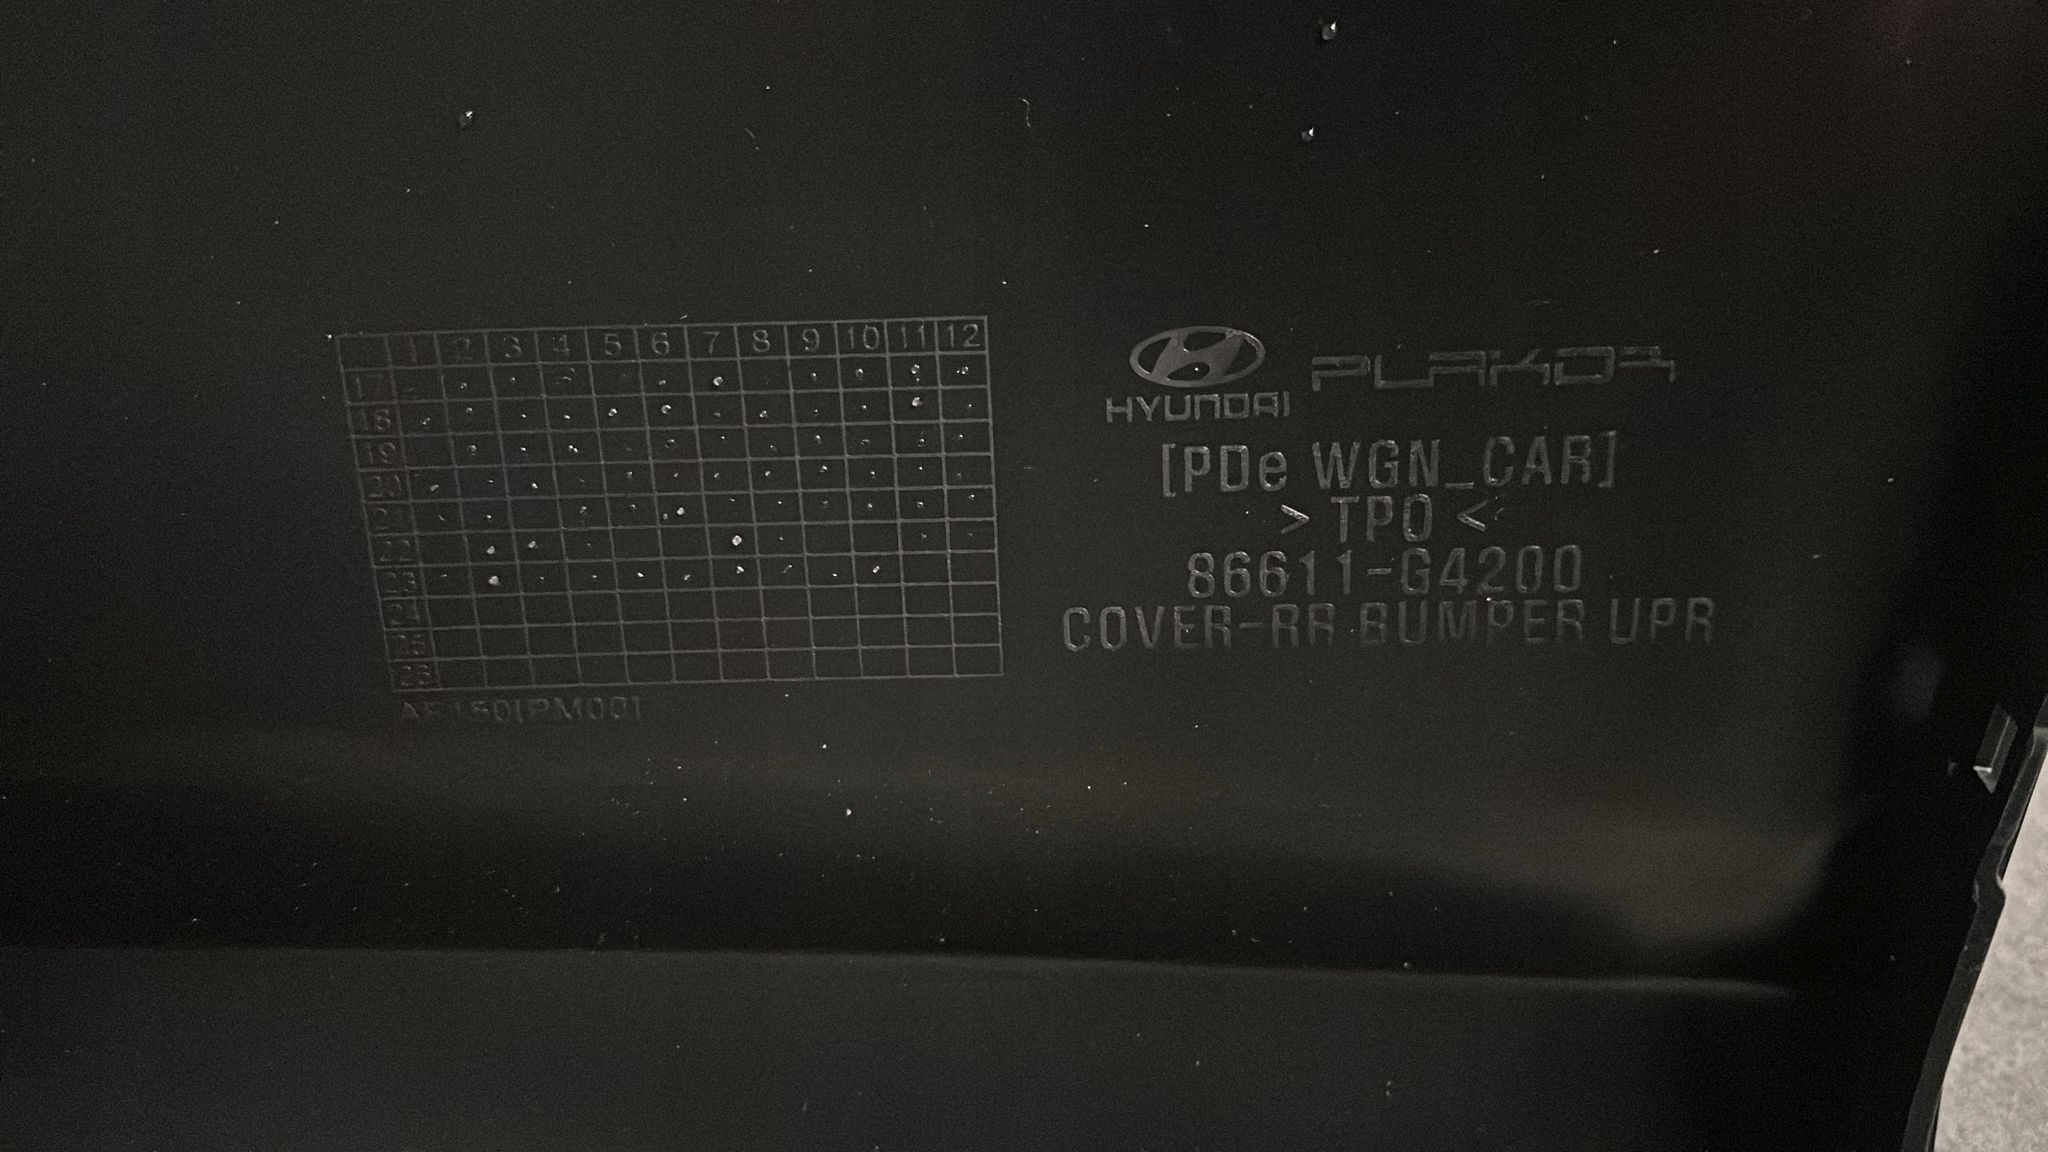 1 2 3 4 5 6 7 8 9 10 11 12
17
18
19
20
21
22
23
24
25
26
HYUNDAI PLAKOR
[PDe WGN_CAR]
> TPO <
86611-G4200
COVER-RR BUMPER UPR